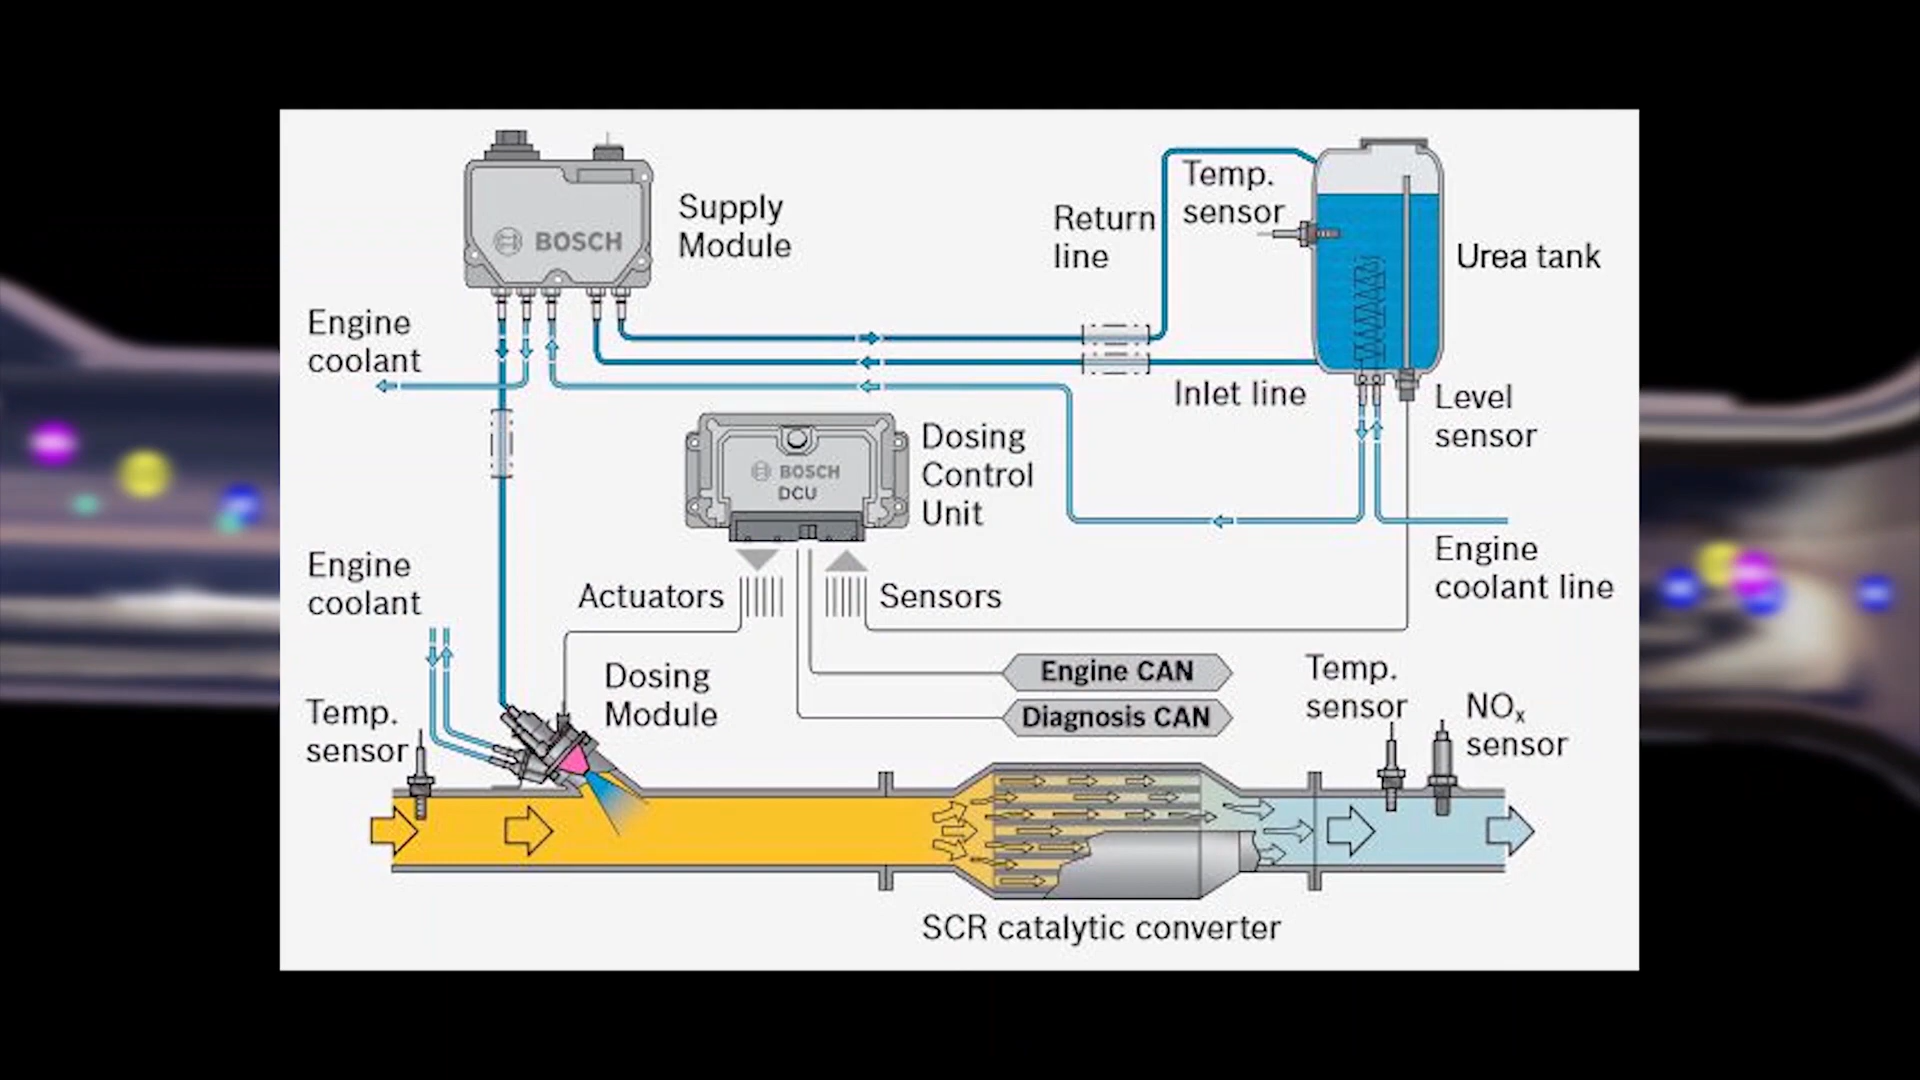 Temp.
sensor
Supply
Module
BOSCH
Return
line
Urea tank
Engine
coolant
Inlet line
Level
sensor
Dosing
Control
Unit
BOSCH
DCU
Engine
coolant line
Engine
coolant
Actuators
Sensors
Engine CAN
Diagnosis CAN
Dosing
Module
Temp.
sensor
NOx
sensor
Temp.
sensor
SCR catalytic converter